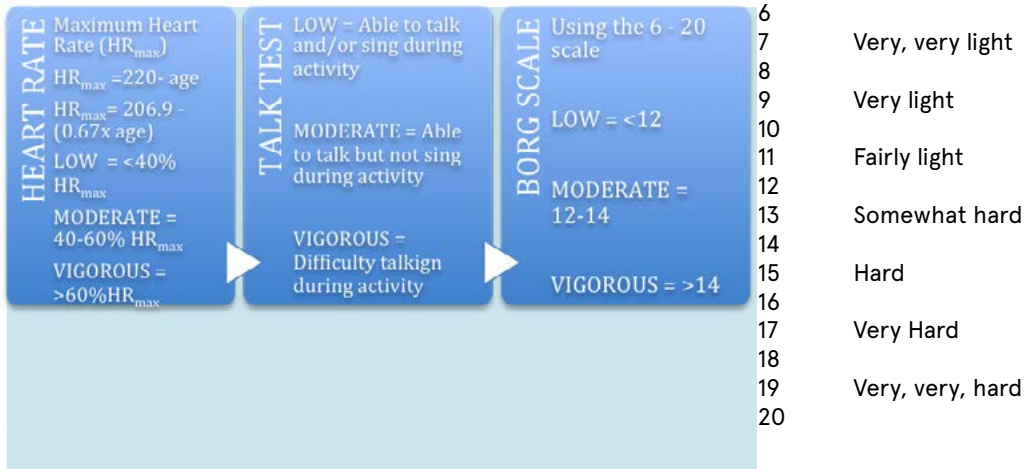 HEART RATE
Maximum Heart
Rate (HRmax)
HRmax =220- age
HRmax= 206.9 -
(0.67x age)
LOW = <40%
HRmax
MODERATE =
40-60% HRmax
VIGOROUS =
>60%HRmax
TALK TEST
LOW = Able to talk
and/or sing during
activity
MODERATE = Able
to talk but not sing
during activity
VIGOROUS =
Difficulty talkign
during activity
BORG SCALE
Using the 6 - 20
scale
LOW = <12
MODERATE =
12-14
VIGOROUS = >14
6
7 Very, very light
8
9 Very light
10
11 Fairly light
12
13 Somewhat hard
14
15 Hard
16
17 Very Hard
18
19 Very, very, hard
20